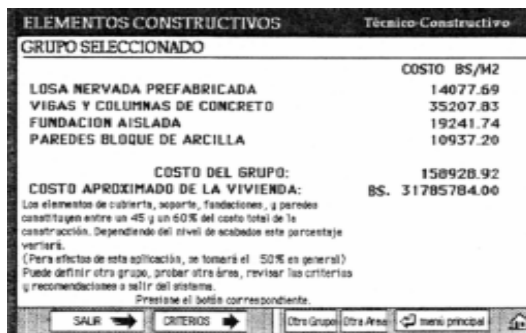 ELEMENTOS CONSTRUCTIVOS Técnico-Constructivo
GRUPO SELECCIONADO
COSTO BS/M2
LOSA NERVADA PREFABRICADA 14077.69
VIGAS Y COLUMNAS DE CONCRETO 35207.83
FUNDACION AISLADA 19241.74
PAREDES BLOQUE DE ARCILLA 10937.20
COSTO DEL GRUPO: 158928.92
COSTO APROXIMADO DE LA VIVIENDA: BS. 31785784.00
Los elementos de cubierta, soporte, fundaciones, y paredes
constituyen entre un 45 y un 60% del costo total de la
construcción. Dependiendo del nivel de acabados este porcentaje
variará.
(Para efectos de esta aplicación, se tomará el 50% en general)
Puede definir otro grupo, probar otra área, revisar los criterios
y recomendaciones o salir del sistema.
Presione el botón correspondiente.
SALIR CRITERIOS Otro Grupo Otra Area menú principal